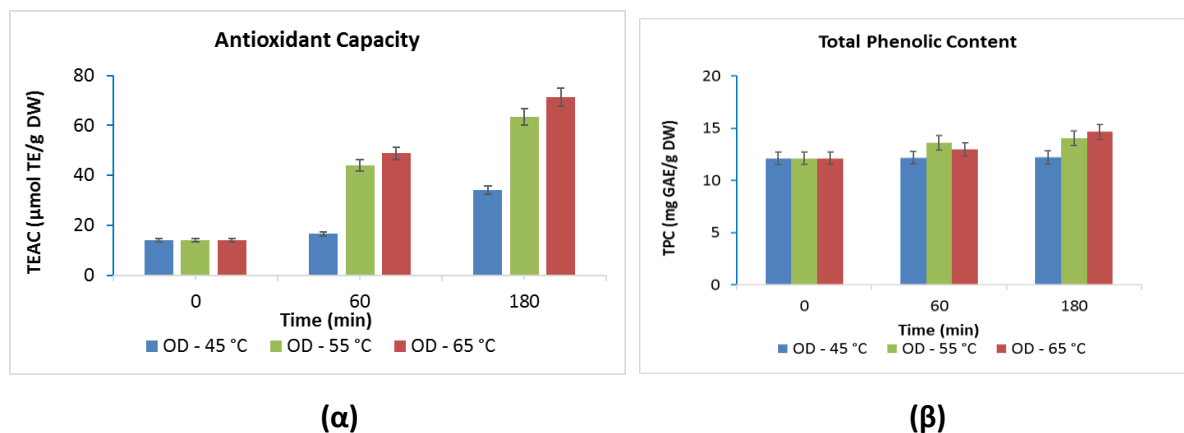 Antioxidant Capacity
TEAC (μmol TE/g DW)
80
60
40
20
0
0 60 180
Time (min)
OD - 45 °C OD - 55 °C OD - 65 °C
(α)
Total Phenolic Content
TPC (mg GAE/g DW)
20
15
10
5
0
0 60 180
Time (min)
OD - 45 °C OD - 55 °C OD - 65 °C
(β)